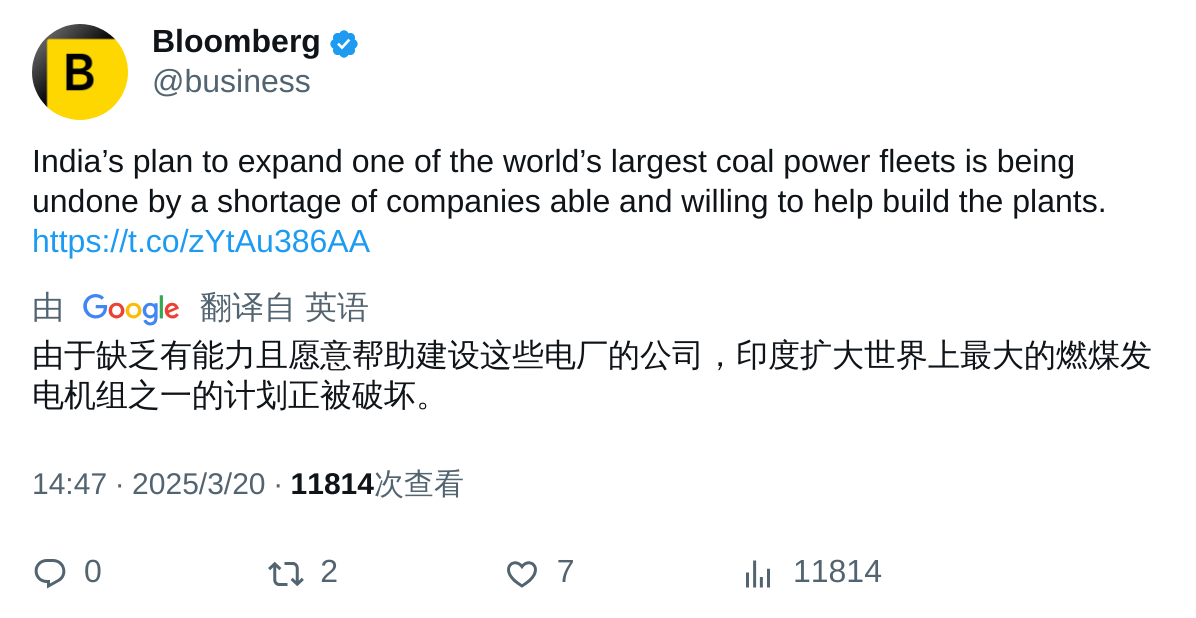 B
Bloomberg
@business
India’s plan to expand one of the world’s largest coal power fleets is being
undone by a shortage of companies able and willing to help build the plants.
https://t.co/zYtAu386AA
由 Google 翻译自 英语
由于缺乏有能力且愿意帮助建设这些电厂的公司，印度扩大世界上最大的燃煤发
电机组之一的计划正被破坏。
14:47 · 2025/3/20 · 11814次查看
0 2 7 11814